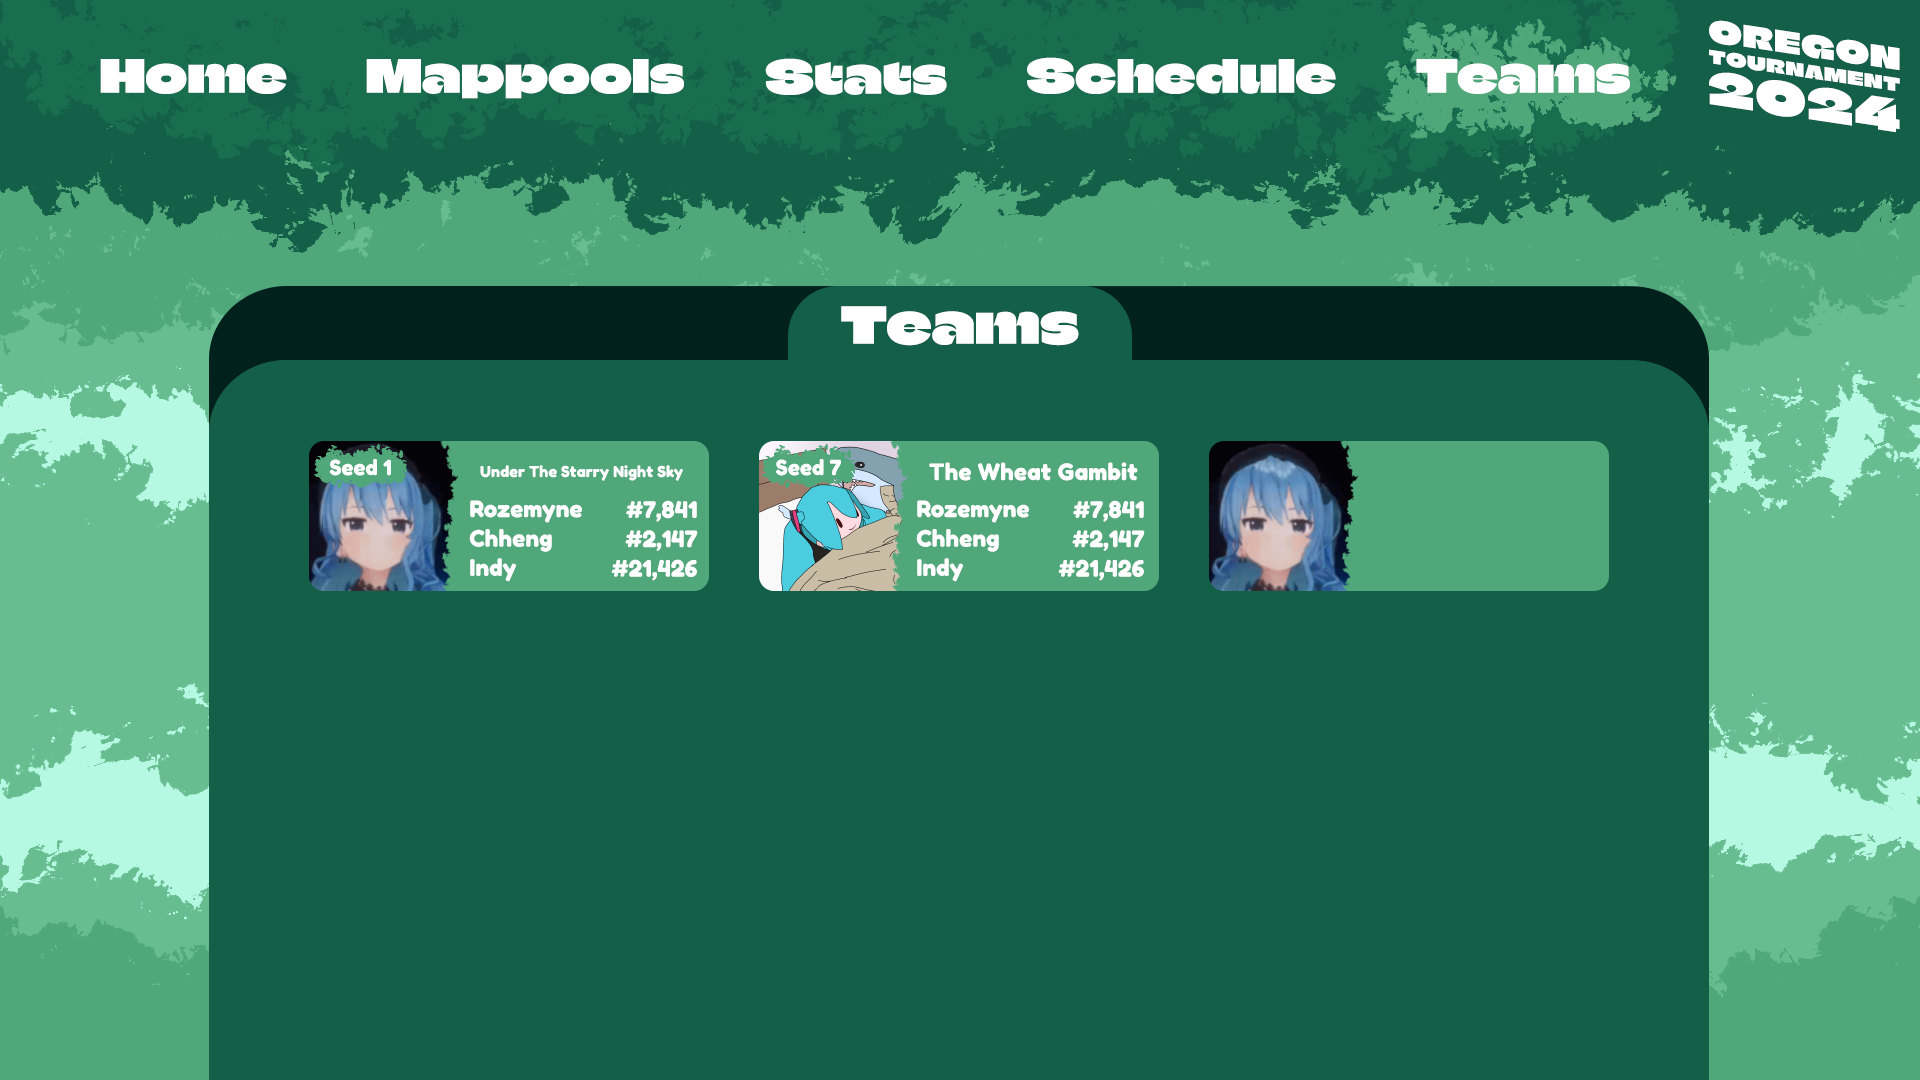 Home
Mappools
Stats
Schedule
Teams
OREGON
TOURNAMENT
2024
Teams
Seed 1
Under The Starry Night Sky
Rozemyne #7,841
Chheng #2,147
Indy #21,426
Seed 7
The Wheat Gambit
Rozemyne #7,841
Chheng #2,147
Indy #21,426